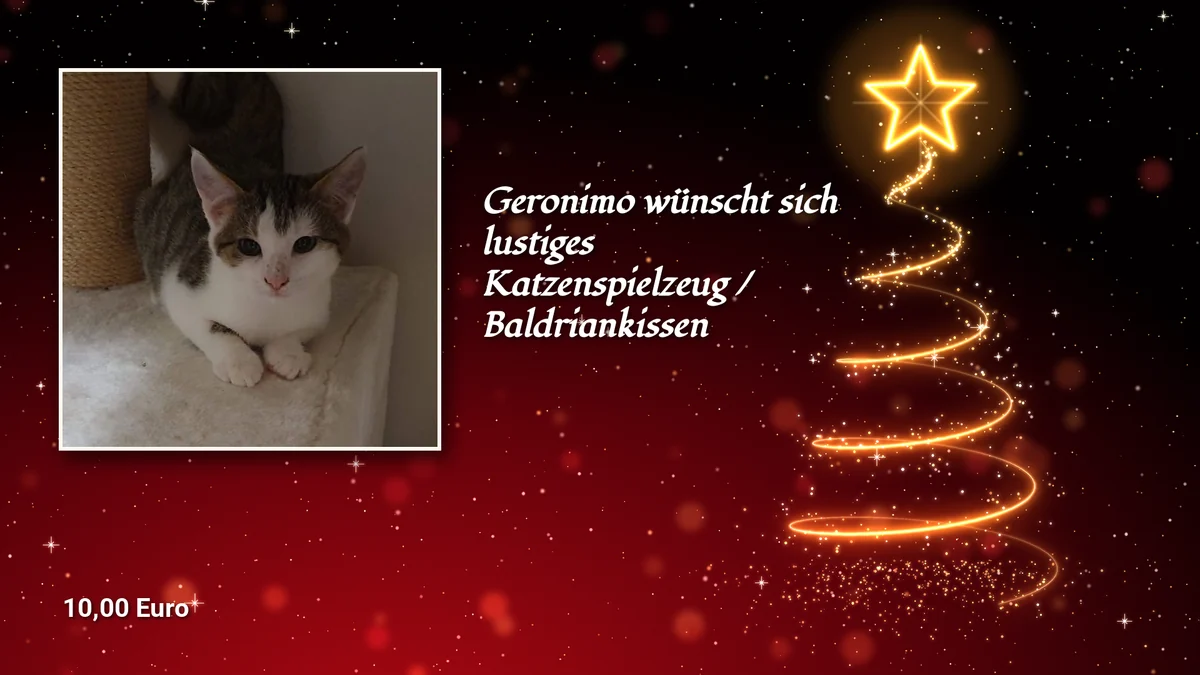 Geronimo wünscht sich
lustiges
Katzenspielzeug /
Baldriankissen
10,00 Euro